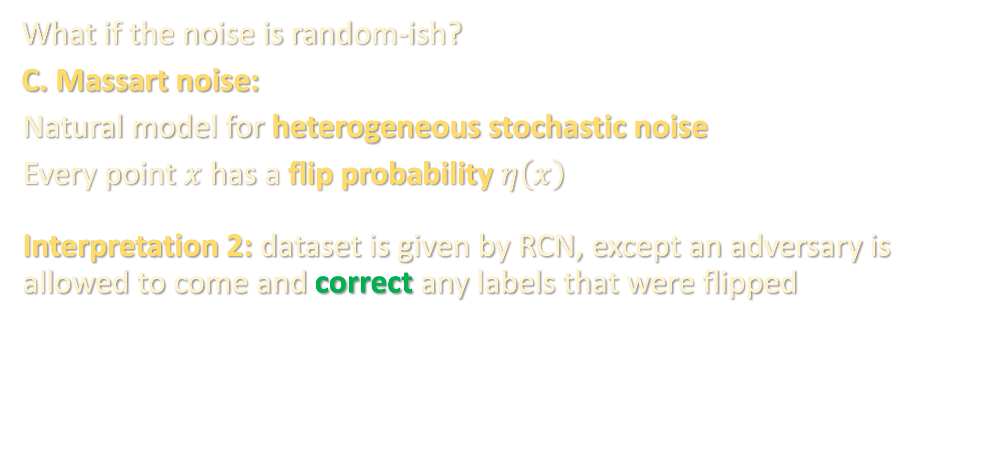 What if the noise is random-ish?
C. Massart noise:
Natural model for heterogeneous stochastic noise
Every point 𝑥 has a flip probability 𝜂(𝑥)
Interpretation 2: dataset is given by RCN, except an adversary is
allowed to come and correct any labels that were flipped